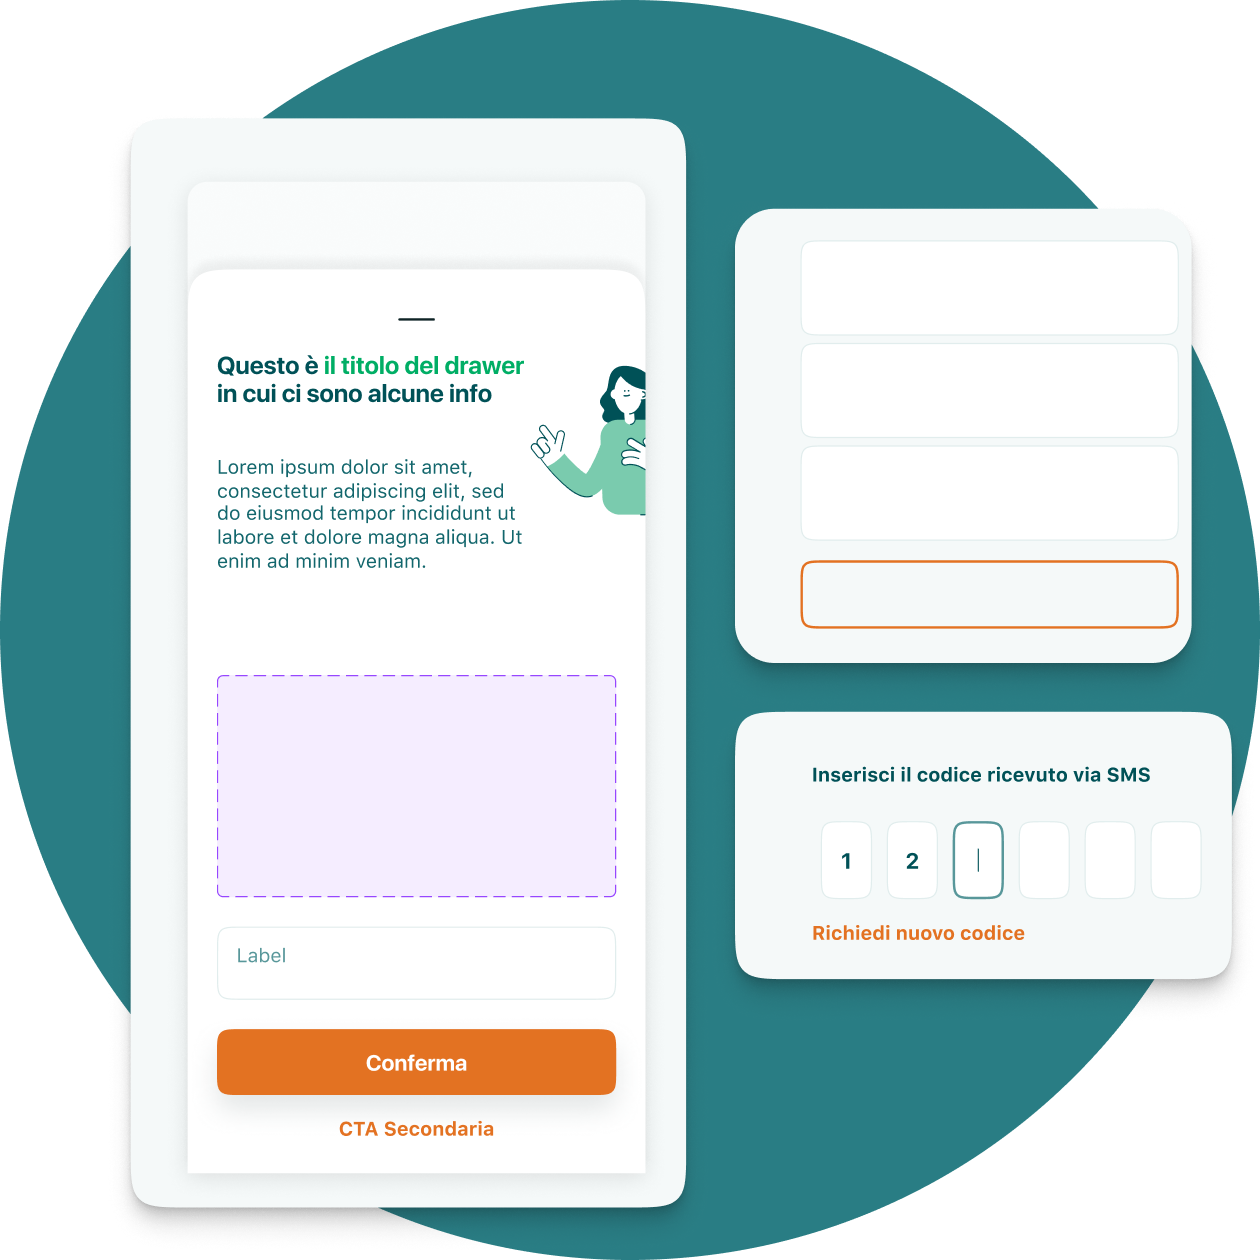 Questo è il titolo del drawer
in cui ci sono alcune info
Lorem ipsum dolor sit amet,
consectetur adipiscing elit, sed
do eiusmod tempor incididunt ut
labore et dolore magna aliqua. Ut
enim ad minim veniam.
Label
Conferma
CTA Secondaria
Inserisci il codice ricevuto via SMS
1 2
Richiedi nuovo codice